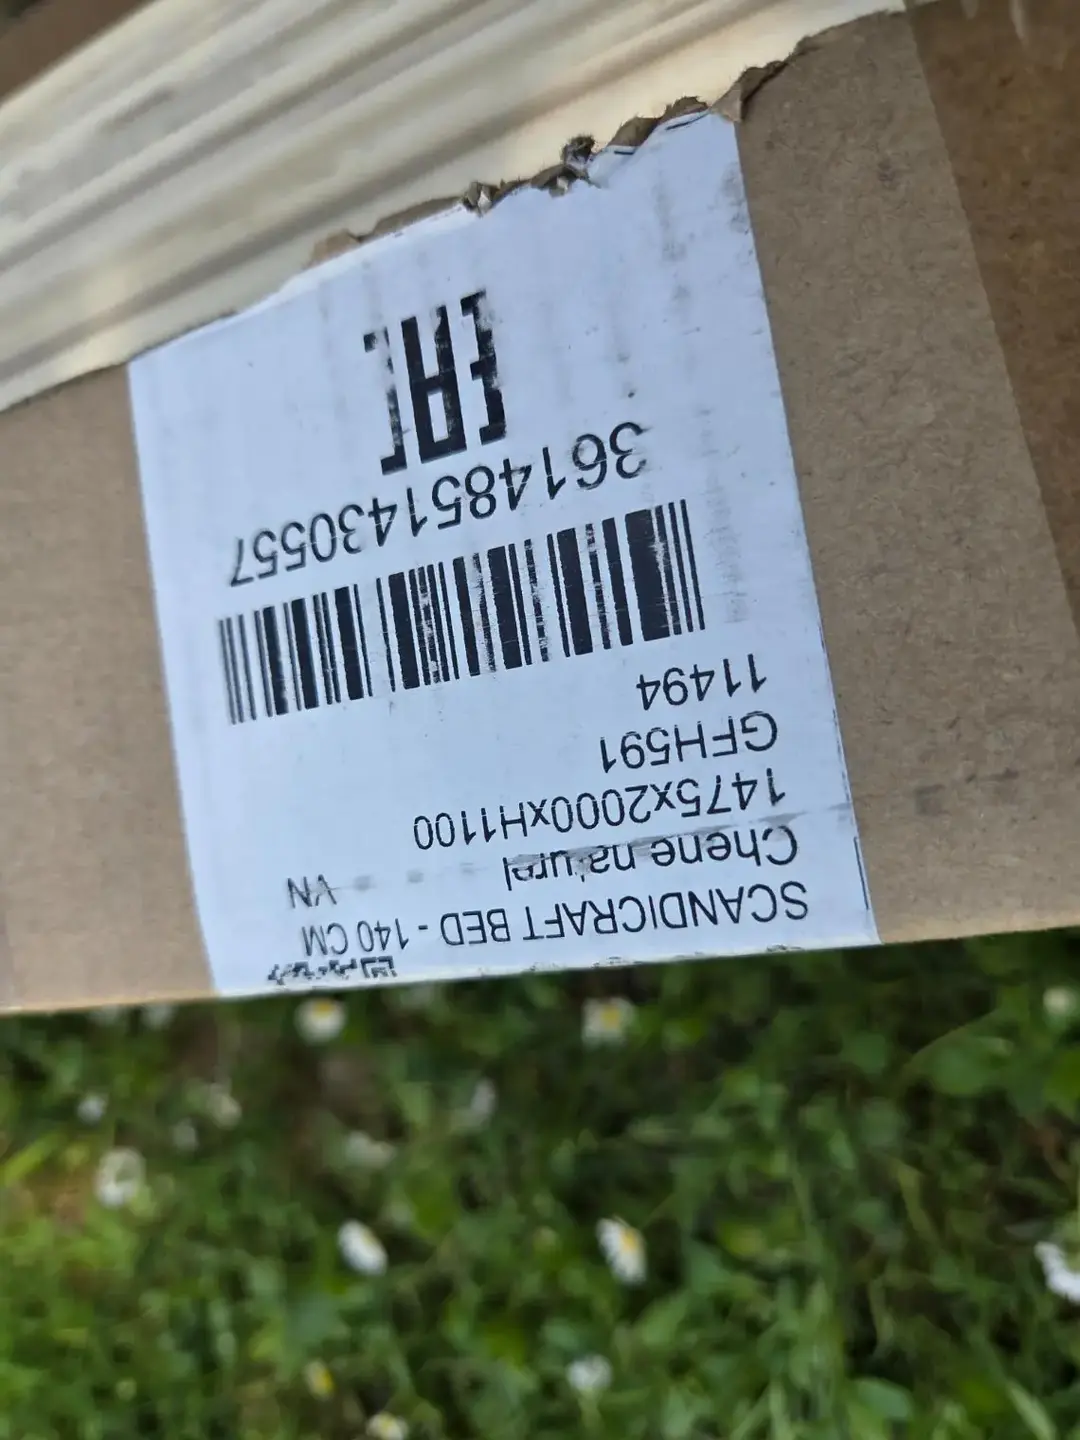 SCANDICRAFT BED - 140 CM
Chene naturel VN
1475x2000xH1100
GFH591
11494
3614851430557
EAC